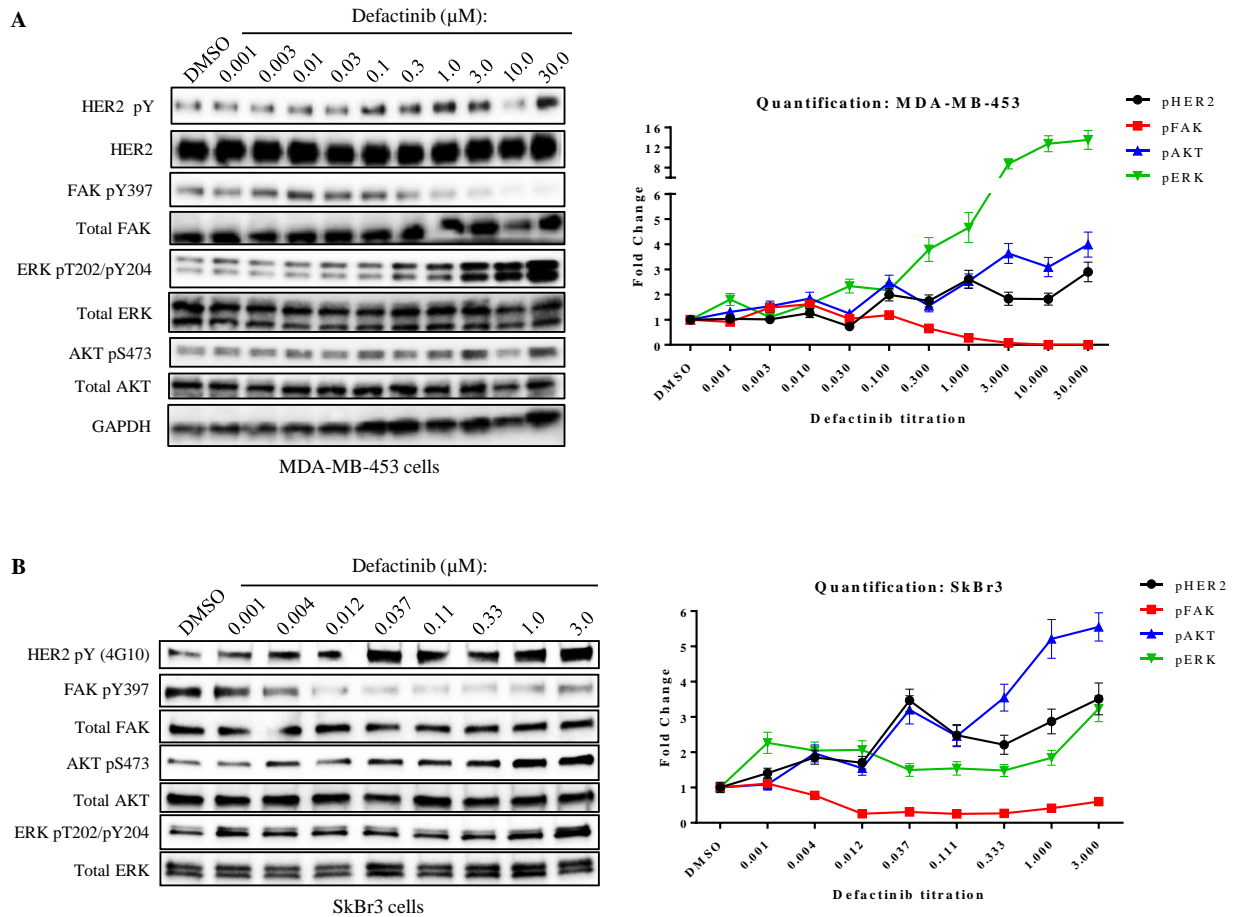 A
Defactinib (µM):
DMSO 0.001 0.003 0.01 0.03 0.1 0.3 1.0 3.0 10.0 30.0
HER2 pY
HER2
FAK pY397
Total FAK
ERK pT202/pY204
Total ERK
AKT pS473
Total AKT
GAPDH
MDA-MB-453 cells
Quantification: MDA-MB-453
pHER2
pFAK
pAKT
pERK
Fold Change
16
12
8
6
5
4
3
2
1
0
DMSO 0.001 0.003 0.010 0.030 0.100 0.300 1.000 3.000 10.000 30.000
Defactinib titration
B
Defactinib (µM):
DMSO 0.001 0.004 0.012 0.037 0.11 0.33 1.0 3.0
HER2 pY (4G10)
FAK pY397
Total FAK
AKT pS473
Total AKT
ERK pT202/pY204
Total ERK
SkBr3 cells
Quantification: SkBr3
pHER2
pFAK
pAKT
pERK
Fold Change
6
5
4
3
2
1
0
DMSO 0.001 0.004 0.012 0.037 0.111 0.333 1.000 3.000
Defactinib titration